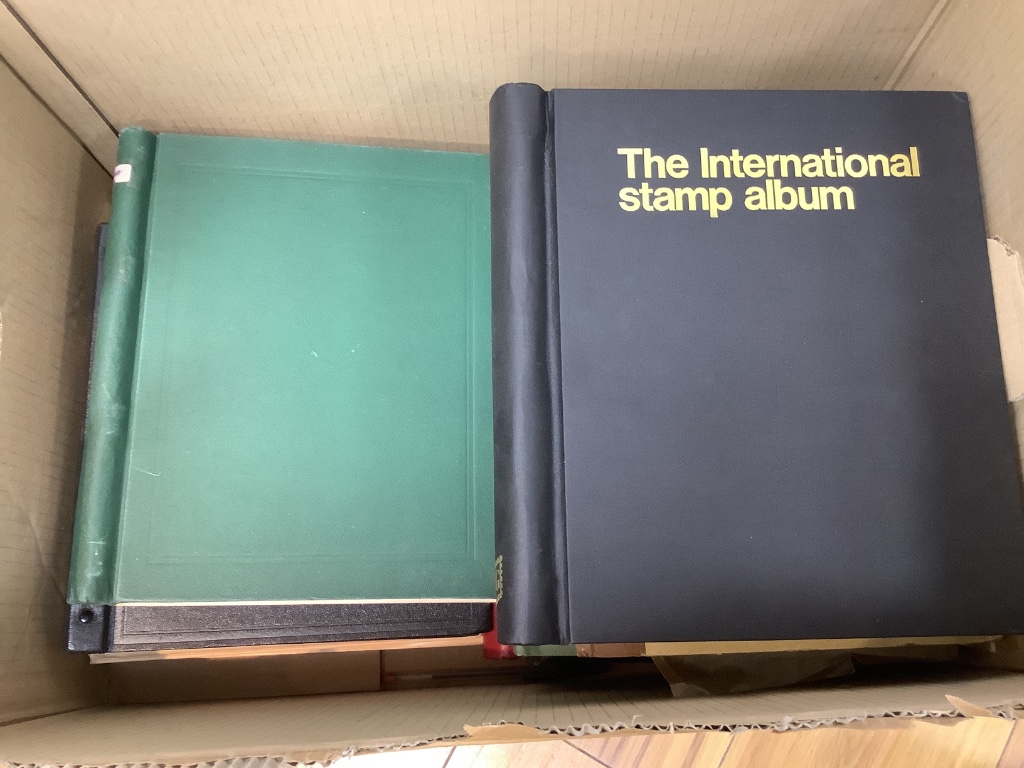 The International
stamp album